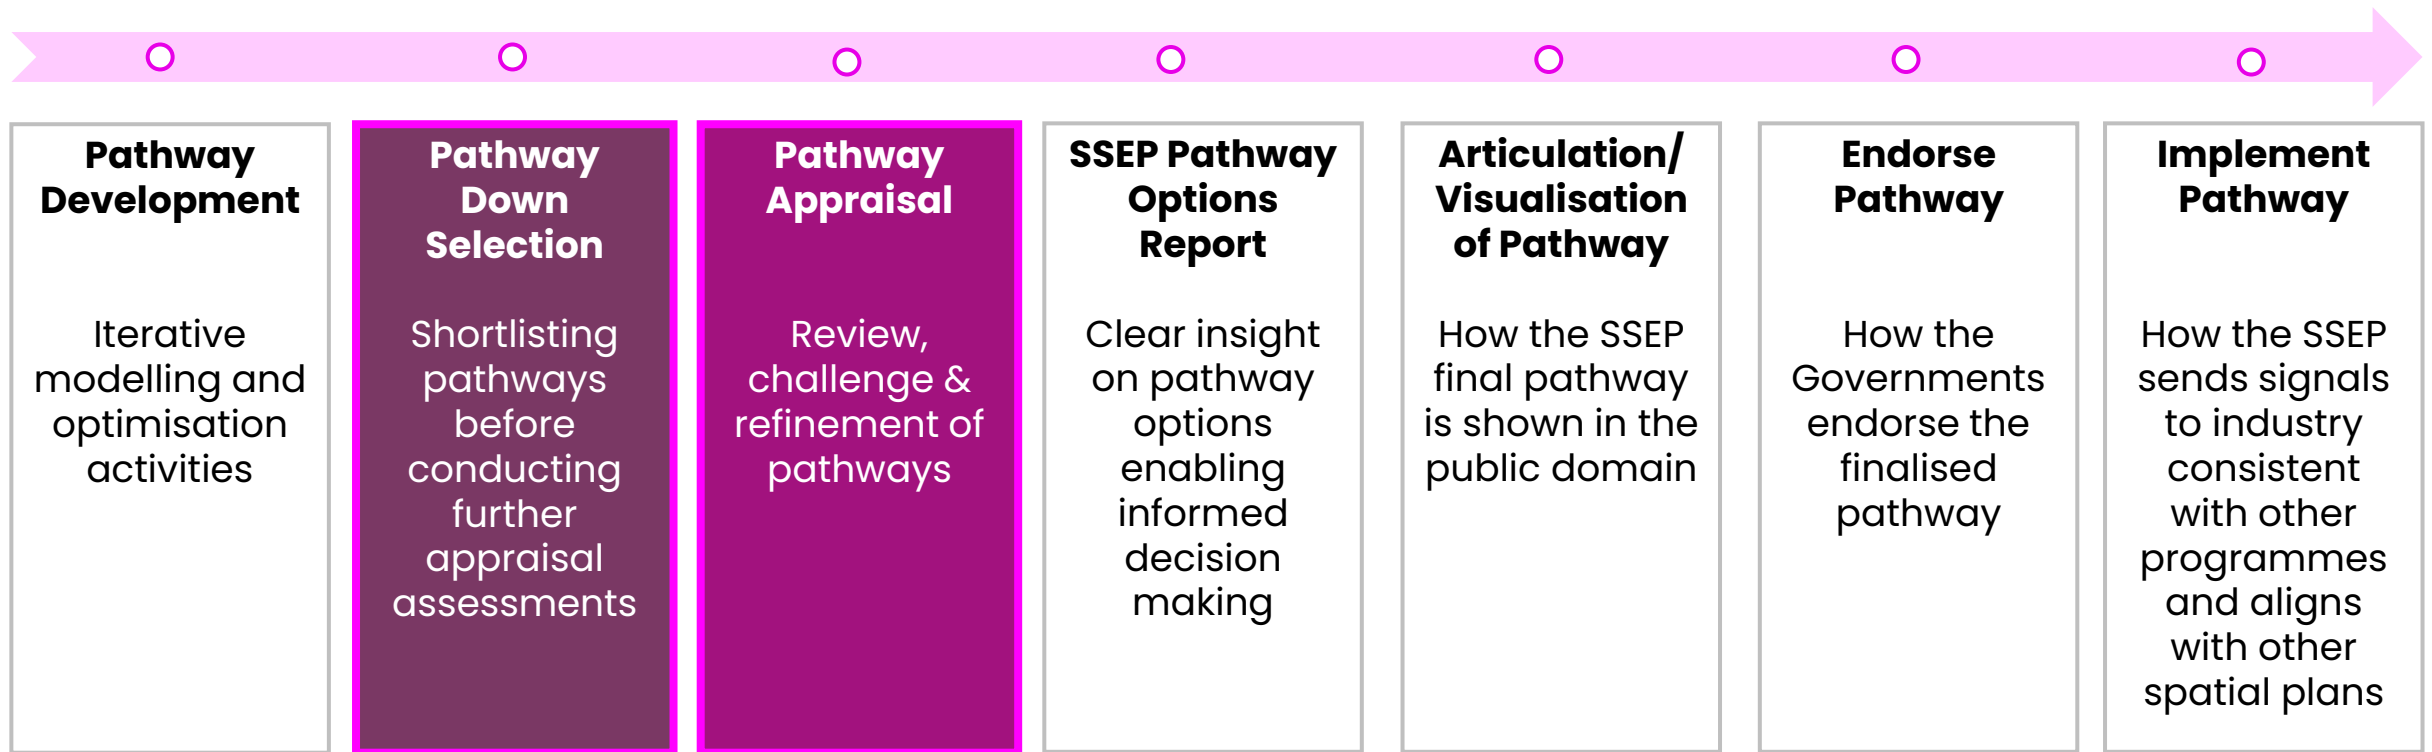 Pathway
Development
Iterative
modelling and
optimisation
activities
Pathway
Down
Selection
Shortlisting
pathways
before
conducting
further
appraisal
assessments
Pathway
Appraisal
Review,
challenge &
refinement of
pathways
SSEP Pathway
Options
Report
Clear insight
on pathway
options
enabling
informed
decision
making
Articulation/
Visualisation
of Pathway
How the SSEP
final pathway
is shown in the
public domain
Endorse
Pathway
How the
Governments
endorse the
finalised
pathway
Implement
Pathway
How the SSEP
sends signals
to industry
consistent
with other
programmes
and aligns
with other
spatial plans